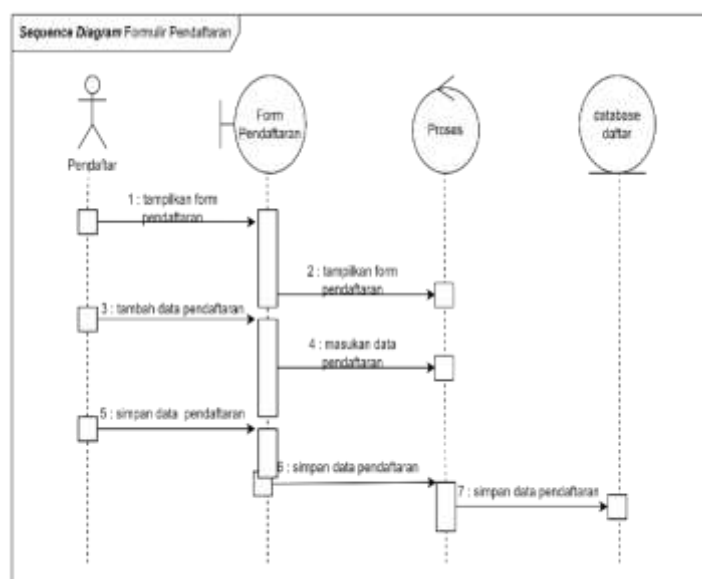 Sequence Diagram Formulir Pendaftaran
Form
Pendaftaran
Proses
database
daftar
Pendaftar
1 : tampilkan form
pendaftaran
2 : tampilkan form
pendaftaran
3 : tambah data pendaftaran
4 : masukan data
pendaftaran
5 : simpan data pendaftaran
6 : simpan data pendaftaran
7 : simpan data pendaftaran